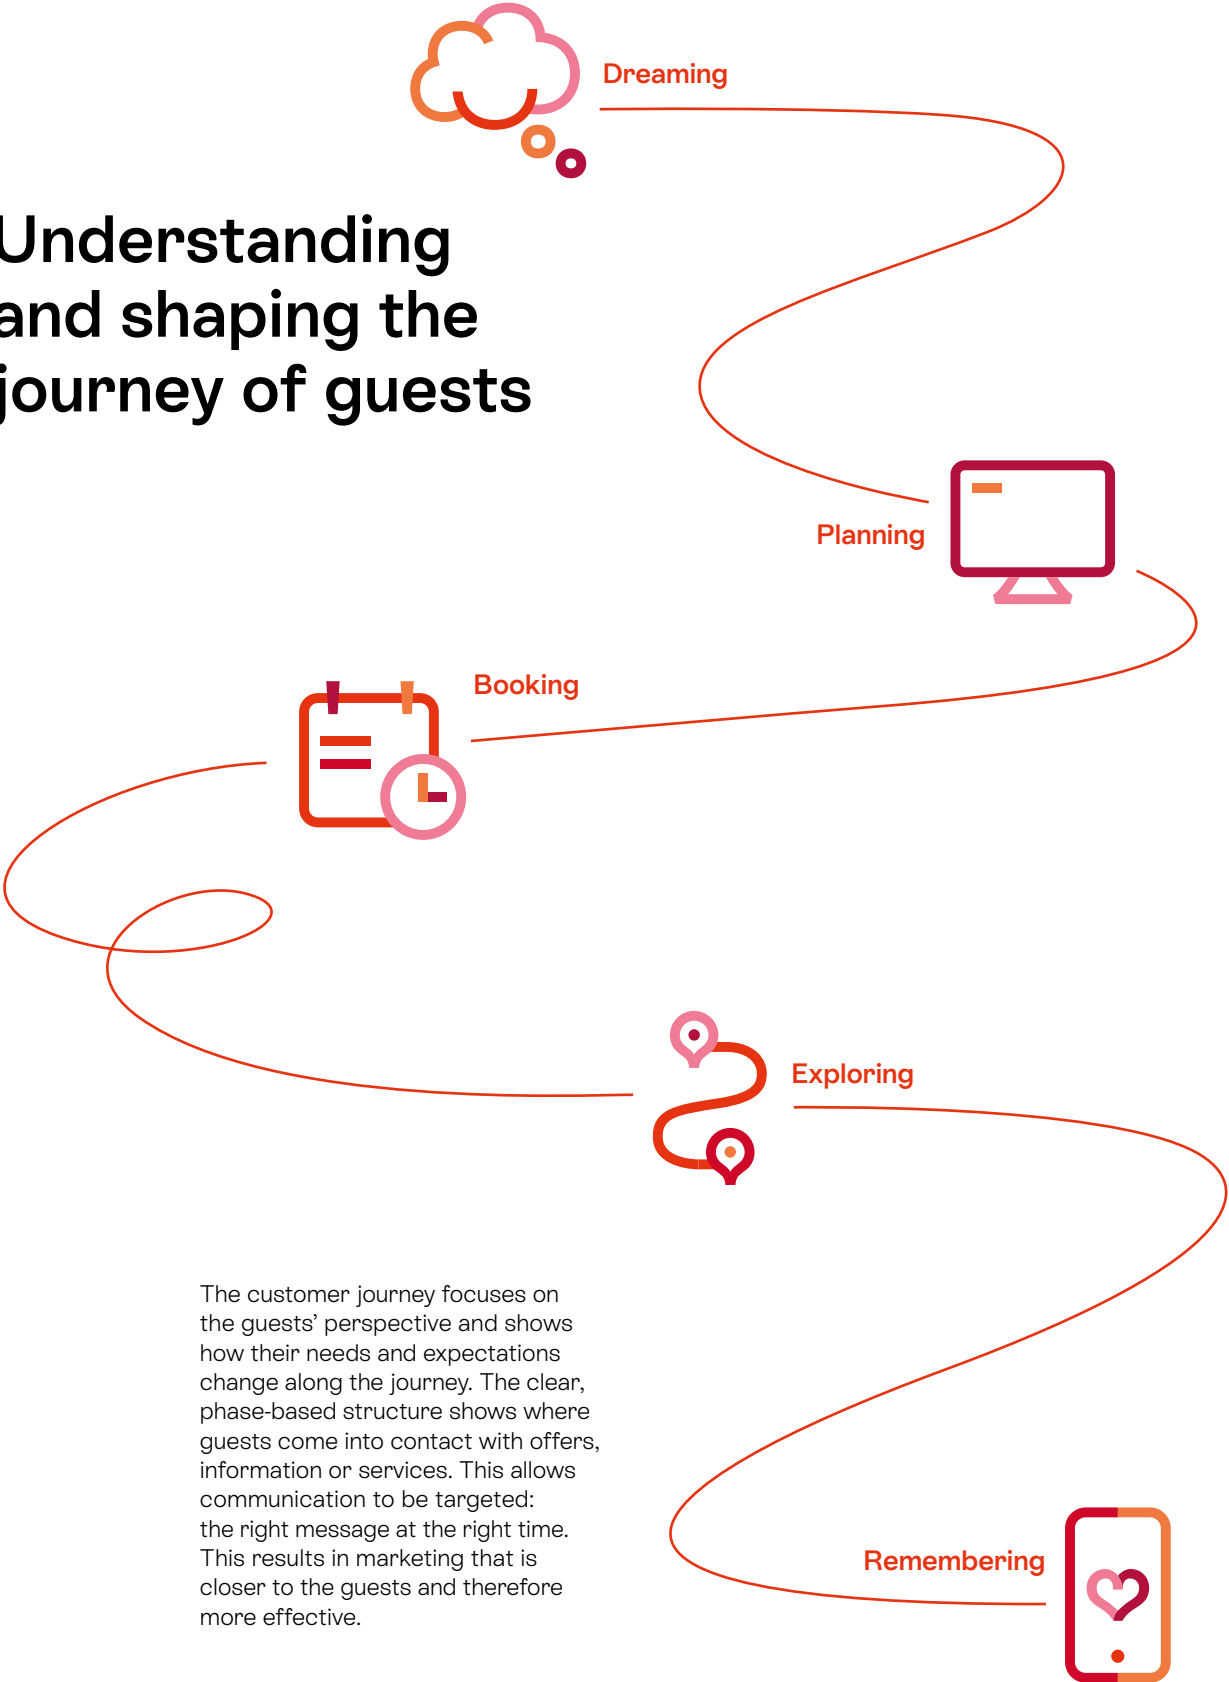 Dreaming
Understanding
and shaping the
journey of guests
Planning
Booking
Exploring
The customer journey focuses on
the guests’ perspective and shows
how their needs and expectations
change along the journey. The clear,
phase-based structure shows where
guests come into contact with offers,
information or services. This allows
communication to be targeted:
the right message at the right time.
This results in marketing that is
closer to the guests and therefore
more effective.
Remembering